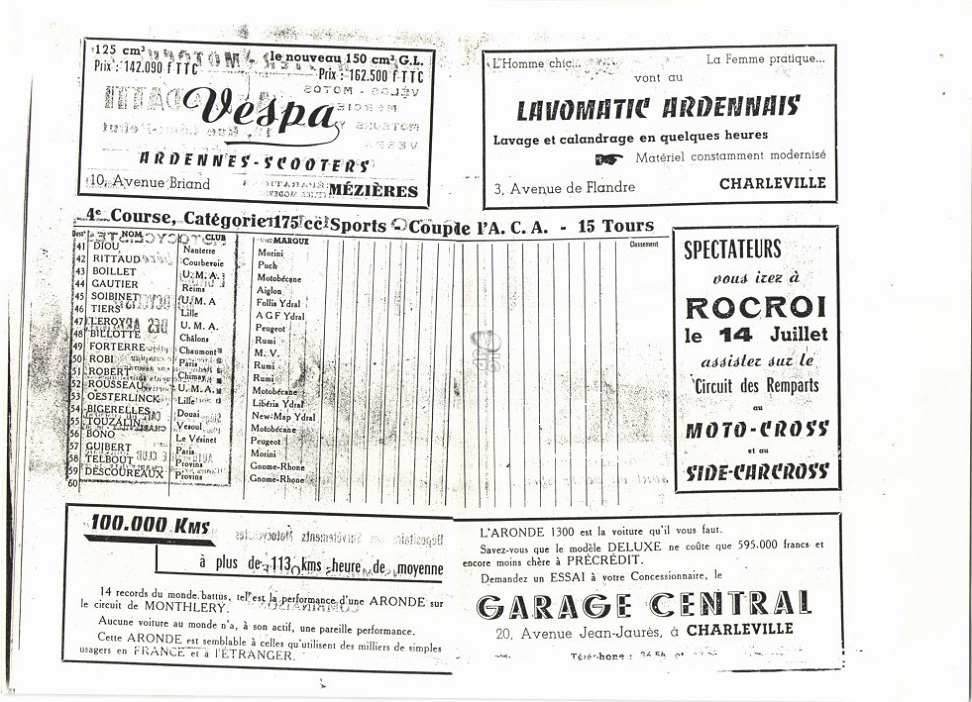 125 cm³ le nouveau 150 cm³ G.L.
Prix : 142.090 f TTC Prix : 162.500 f TTC
Vespa
ARDENNES-SCOOTERS
10, Avenue Briand MÉZIÈRES
L'Homme chic... La Femme pratique...
vont au
LAVOMATIC ARDENNAIS
Lavage et calandrage en quelques heures
Matériel constamment modernisé
3, Avenue de Flandre CHARLEVILLE
4e Course, Catégorie 175 cc Sports Coupe de l'A. C. A. - 15 Tours
NOM CLUB MARQUE Classement
41 DIOU Nanterre Morini
42 RITTAUD Courbevoie Puch
43 BOILLET U. M. A. Motobécane
44 GAUTIER Reims Aiglon
45 SOIBINET U. M. A Follis Ydral
46 TIERS Lille A G F Ydral
47 LEROY U. M. A. Peugeot
48 BILLOTTE Châlons Rumi
49 FORTERRE Chaumont M. V.
50 ROBI Paris Rumi
51 ROBERT Chimay Rumi
52 ROUSSEAU U. M. A. Motobécane
53 OESTERLINCK Lille Libéria Ydral
54 BIGERELLES Douai New-Map Ydral
55 TOUZALIN Vesoul Motobécane
56 BONO Le Vésinet Peugeot
57 GUIBERT Paris Morini
58 TELBOUT Provins Gnome-Rhone
59 DESCOUREAUX Provins Gnome-Rhone
60
SPECTATEURS
vous irez à
ROCROI
le 14 Juillet
assister sur le
Circuit des Remparts
au
MOTO-CROSS
et au
SIDE-CARCROSS
100.000 KMS
à plus de 113 kms heure de moyenne
14 records du monde battus, tel est la performance d'une ARONDE sur
le circuit de MONTHLERY.
Aucune voiture au monde n'a, à son actif, une pareille performance.
Cette ARONDE est semblable à celles qu'utilisent des milliers de simples
usagers en FRANCE et à l'ÉTRANGER.
L'ARONDE 1300 est la voiture qu'il vous faut.
Savez-vous que le modèle DELUXE ne coûte que 595.000 francs et
encore moins chère à PRÉCRÉDIT.
Demandez un ESSAI à votre Concessionnaire, le
GARAGE CENTRAL
20, Avenue Jean-Jaurès, à CHARLEVILLE
Téléphone :